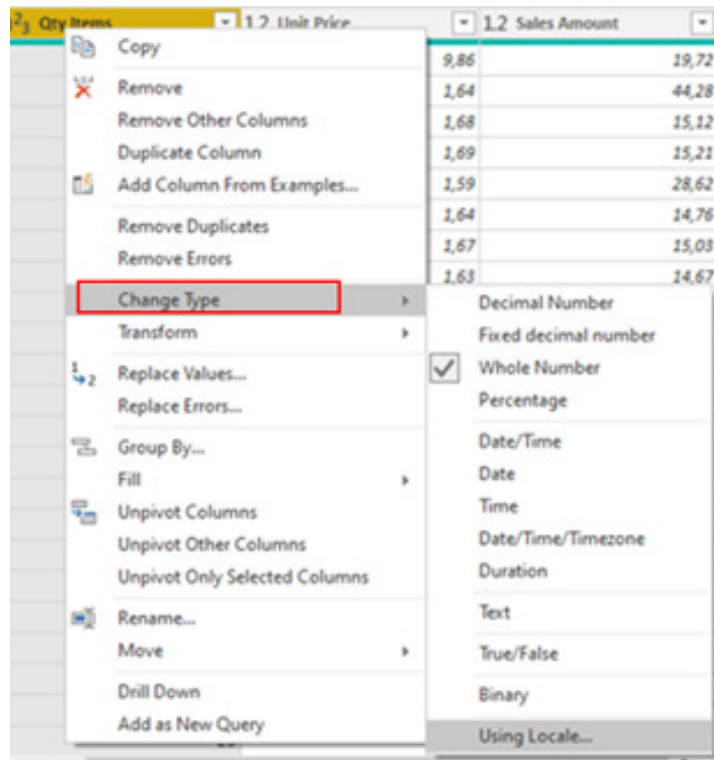 1²3 Qty Items 1.2 Unit Price 1.2 Sales Amount
9,86 19,72
1,64 44,28
1,68 15,12
1,69 15,21
1,59 28,62
1,64 14,76
1,67 15,03
1,63 14,67
Copy
Remove
Remove Other Columns
Duplicate Column
Add Column From Examples...
Remove Duplicates
Remove Errors
Change Type
Transform
Replace Values...
Replace Errors...
Group By...
Fill
Unpivot Columns
Unpivot Other Columns
Unpivot Only Selected Columns
Rename...
Move
Drill Down
Add as New Query
Decimal Number
Fixed decimal number
Whole Number
Percentage
Date/Time
Date
Time
Date/Time/Timezone
Duration
Text
True/False
Binary
Using Locale...